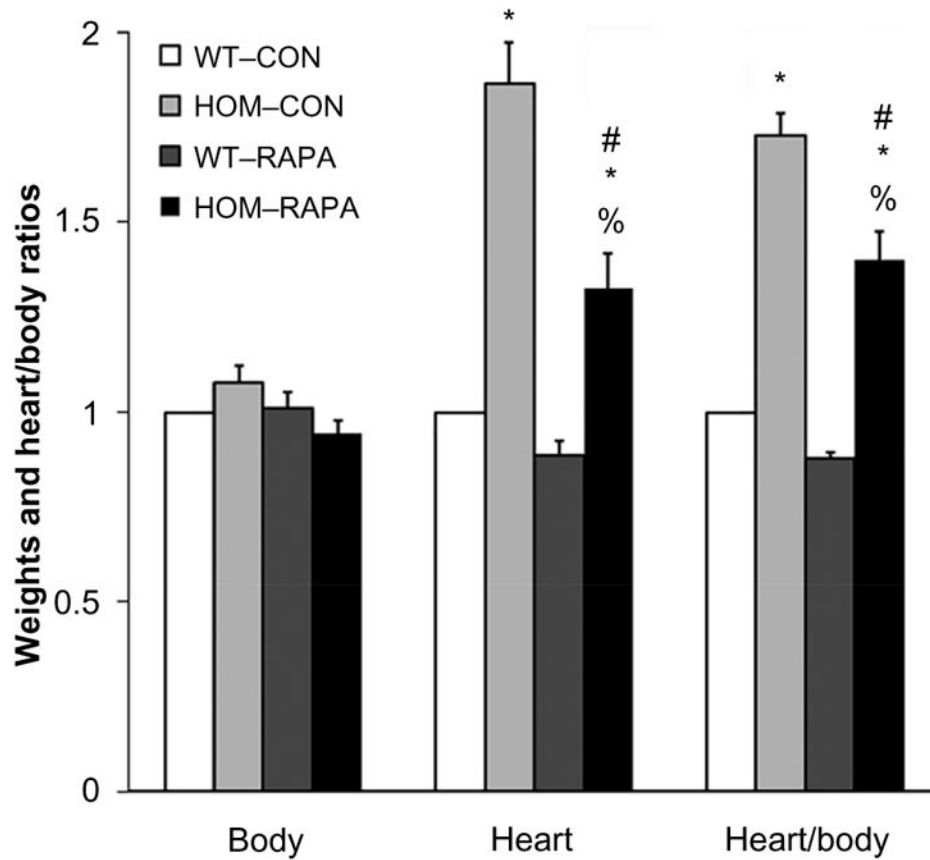 Weights and heart/body ratios
2
1.5
1
0.5
0
WT–CON
HOM–CON
WT–RAPA
HOM–RAPA
*
#
*
%
*
#
*
%
Body
Heart
Heart/body